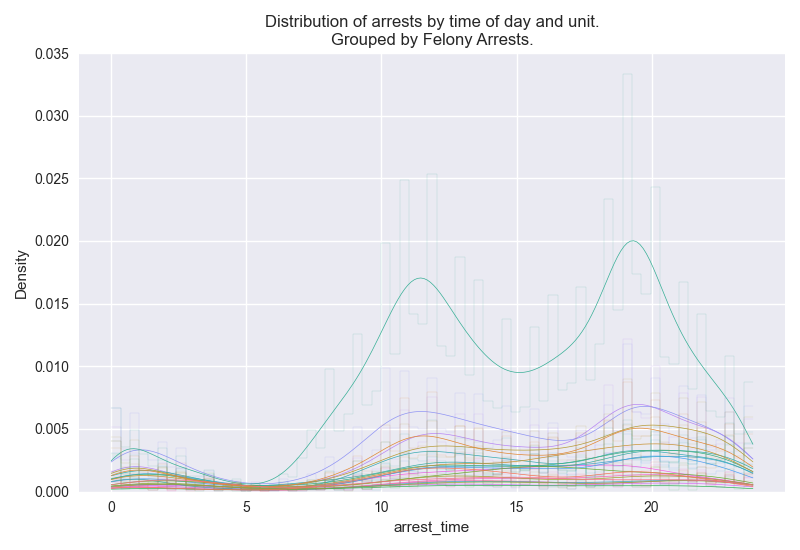 Distribution of arrests by time of day and unit.
Grouped by Felony Arrests.
0.035
0.030
0.025
0.020
0.015
0.010
0.005
0.000
Density
0 5 10 15 20
arrest_time